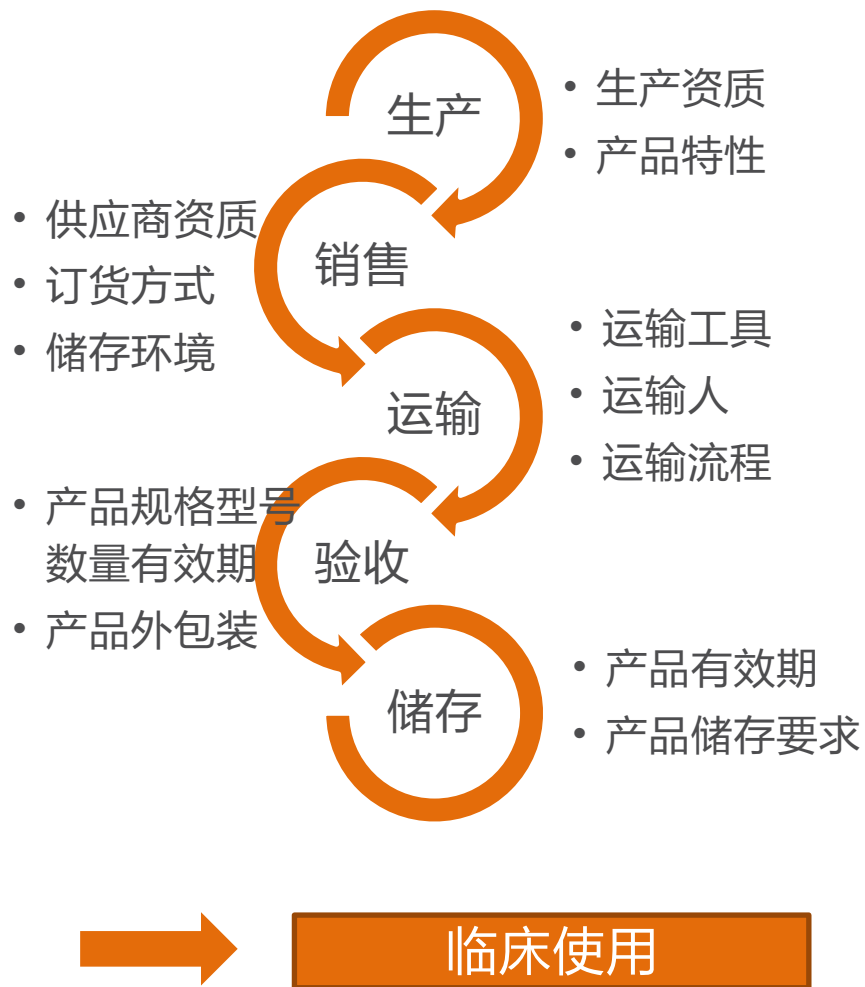 生产
• 生产资质
• 产品特性
• 供应商资质
• 订货方式
• 储存环境
销售
• 运输工具
• 运输人
• 运输流程
运输
• 产品规格型号
数量有效期
• 产品外包装
验收
• 产品有效期
• 产品储存要求
储存
临床使用